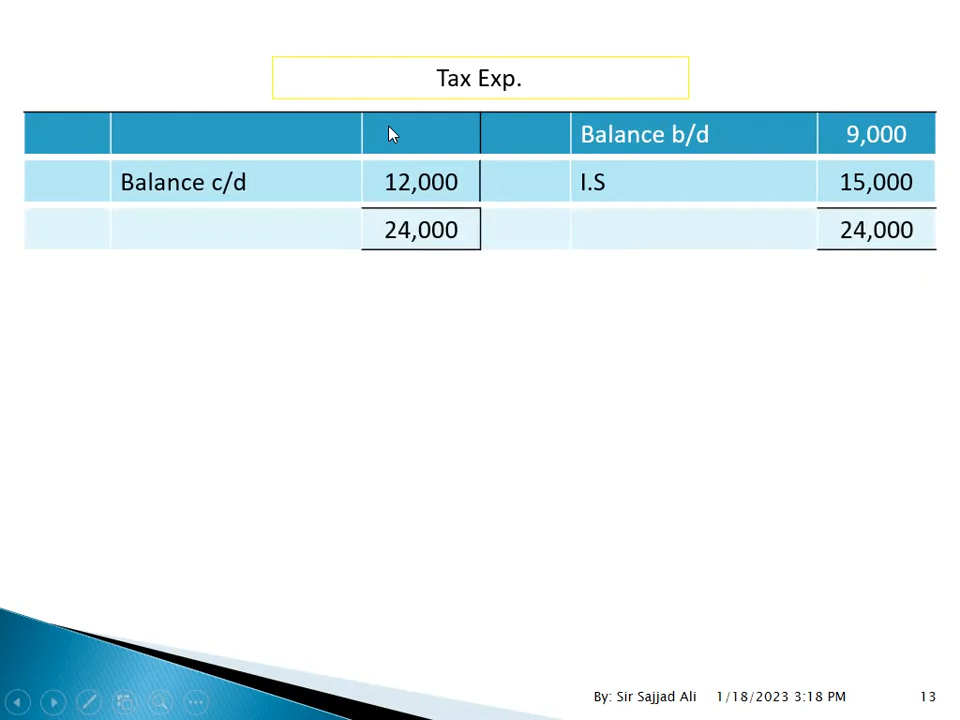 Tax Exp.
Balance b/d 9,000
Balance c/d 12,000 I.S 15,000
24,000 24,000
By: Sir Sajjad Ali 1/18/2023 3:18 PM 13